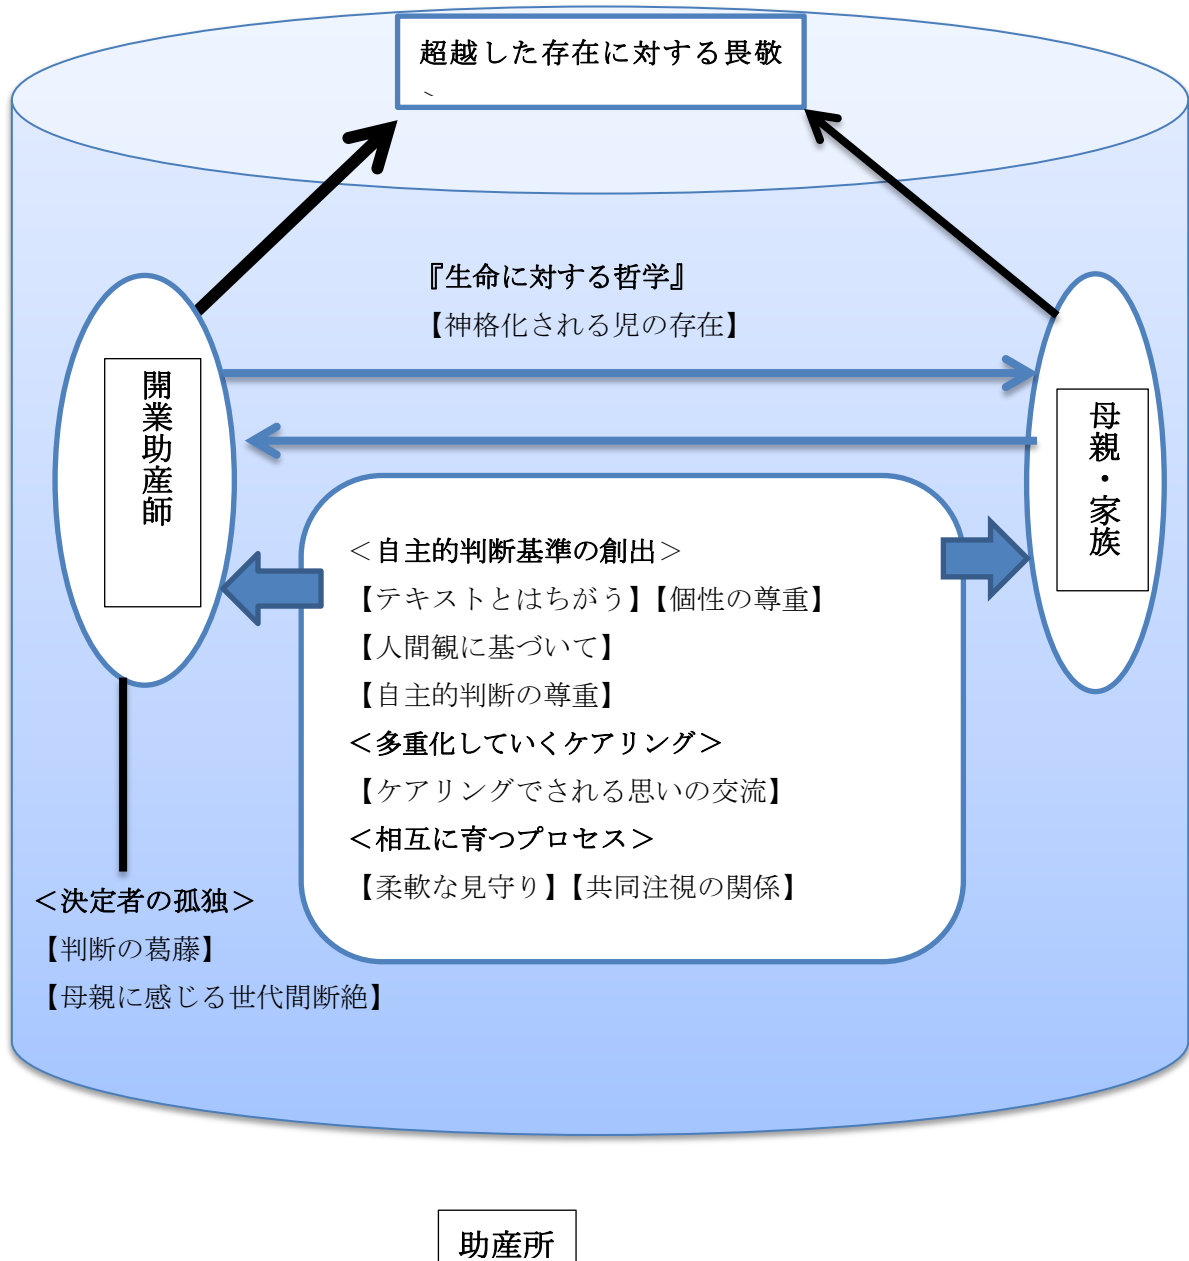 超越した存在に対する畏敬
＞
『生命に対する哲学』
【神格化される児の存在】
開業助産師
母親・家族
＜自主的判断基準の創出＞
【テキストとはちがう】【個性の尊重】
【人間観に基づいて】
【自主的判断の尊重】
＜多重化していくケアリング＞
【ケアリングでされる思いの交流】
＜相互に育つプロセス＞
【柔軟な見守り】【共同注視の関係】
＜決定者の孤独＞
【判断の葛藤】
【母親に感じる世代間断絶】
助産所